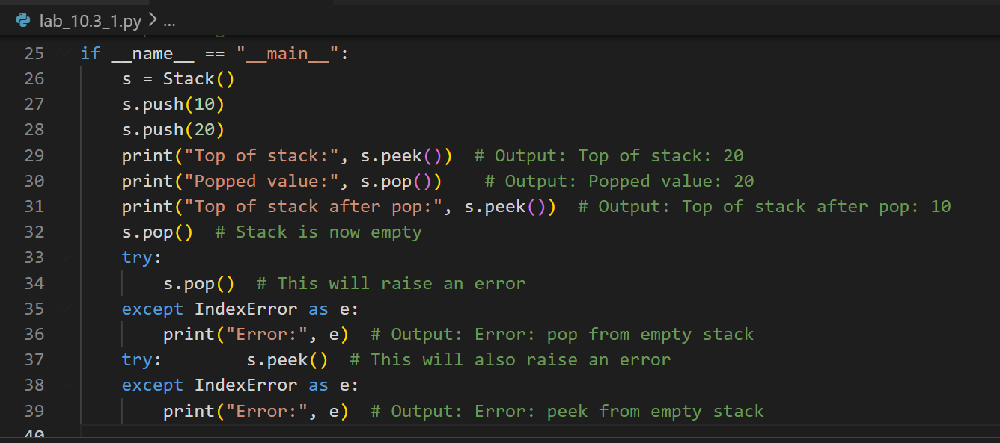 lab_10.3_1.py > ...
25 if __name__ == "__main__":
26     s = Stack()
27     s.push(10)
28     s.push(20)
29     print("Top of stack:", s.peek())  # Output: Top of stack: 20
30     print("Popped value:", s.pop())    # Output: Popped value: 20
31     print("Top of stack after pop:", s.peek())  # Output: Top of stack after pop: 10
32     s.pop()  # Stack is now empty
33     try:
34         s.pop()  # This will raise an error
35     except IndexError as e:
36         print("Error:", e)  # Output: Error: pop from empty stack
37     try:        s.peek()  # This will also raise an error
38     except IndexError as e:
39         print("Error:", e)  # Output: Error: peek from empty stack
40